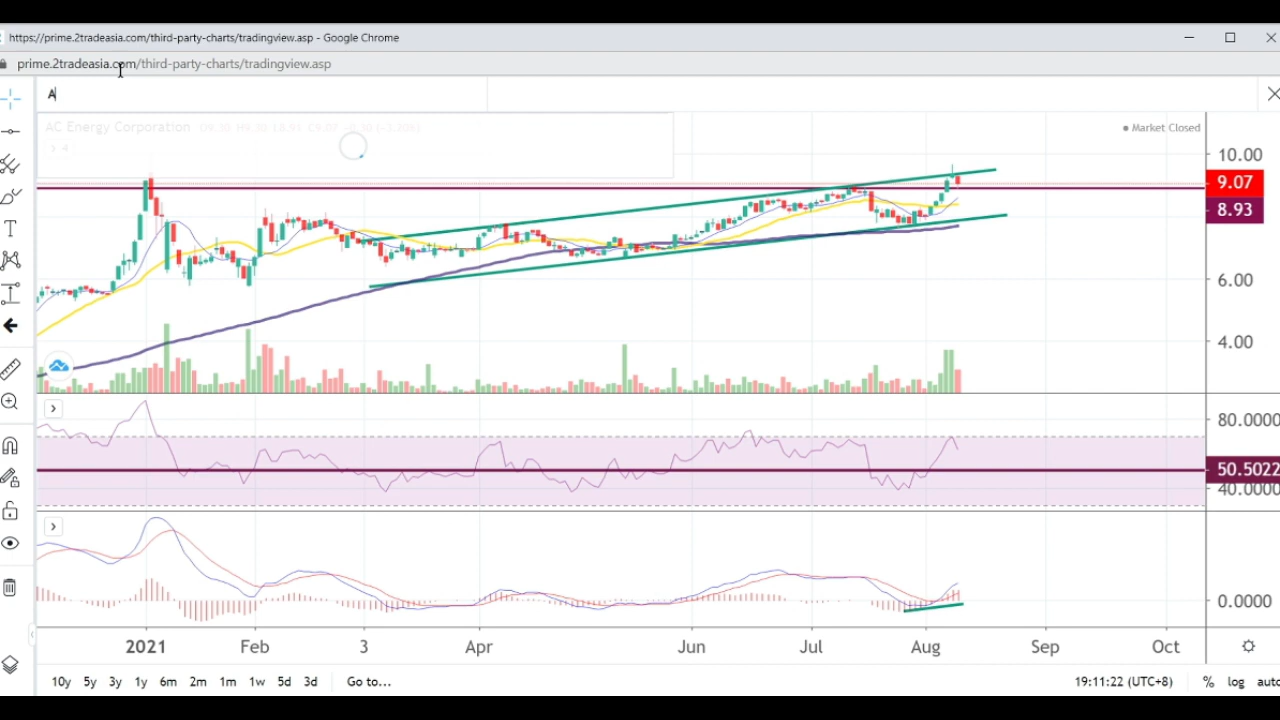 https://prime.2tradeasia.com/third-party-charts/tradingview.asp - Google Chrome
prime.2tradeasia.com/third-party-charts/tradingview.asp
A
AC Energy Corporation
Market Closed
10.00
9.07
8.93
6.00
4.00
80.0000
50.5022
40.0000
0.0000
2021 Feb 3 Apr Jun Jul Aug Sep Oct
10y 5y 3y 1y 6m 2m 1m 1w 5d 3d Go to... 19:11:22 (UTC+8) % log auto